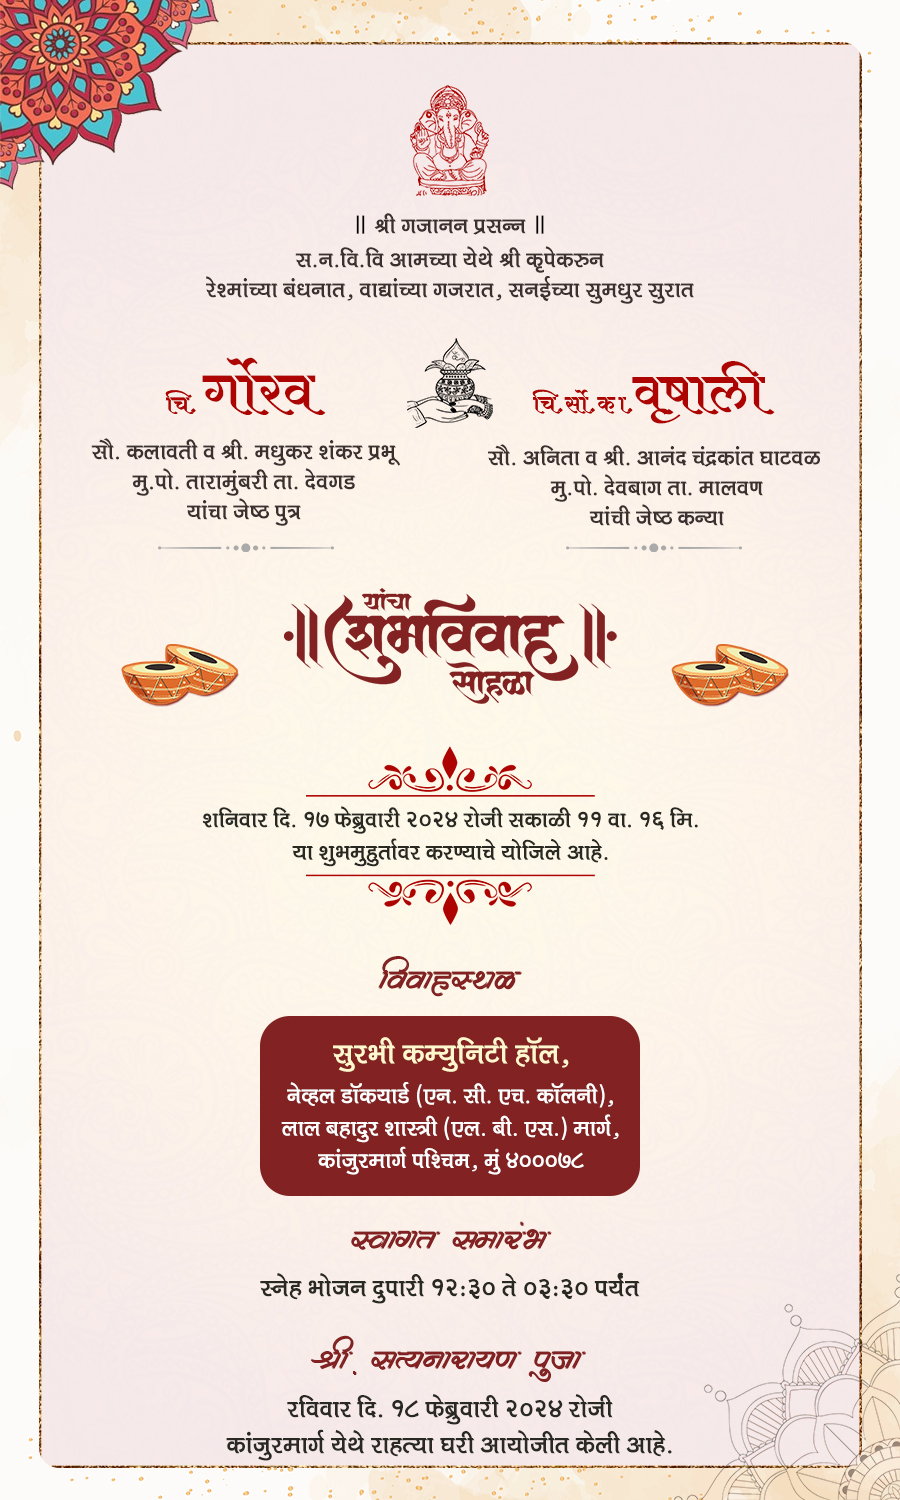 ॥ श्री गजानन प्रसन्न ॥
स.न.वि.वि आमच्या येथे श्री कृपेकरुन
रेश्मांच्या बंधनात, वाद्यांच्या गजरात, सनईच्या सुमधुर सुरात
चि गौरव
सौ. कलावती व श्री. मधुकर शंकर प्रभू
मु.पो. तारामुंबरी ता. देवगड
यांचा जेष्ठ पुत्र
चि सौ. का. वृषाली
सौ. अनिता व श्री. आनंद चंद्रकांत घाटवळ
मु.पो. देवबाग ता. मालवण
यांची जेष्ठ कन्या
यांचा
॥ शुभविवाह ॥
सोहळा
शनिवार दि. १७ फेब्रुवारी २०२४ रोजी सकाळी ११ वा. १६ मि.
या शुभमुहुर्तावर करण्याचे योजिले आहे.
विवाहस्थळ
सुरभी कम्युनिटी हॉल,
नेव्हल डॉकयार्ड (एन. सी. एच. कॉलनी),
लाल बहादुर शास्त्री (एल. बी. एस.) मार्ग,
कांजुरमार्ग पश्चिम, मुं ४०००७८
स्वागत समारंभ
स्नेह भोजन दुपारी १२:३० ते ०३:३० पर्यंत
श्री. सत्यनारायण पुजा
रविवार दि. १८ फेब्रुवारी २०२४ रोजी
कांजुरमार्ग येथे राहत्या घरी आयोजीत केली आहे.